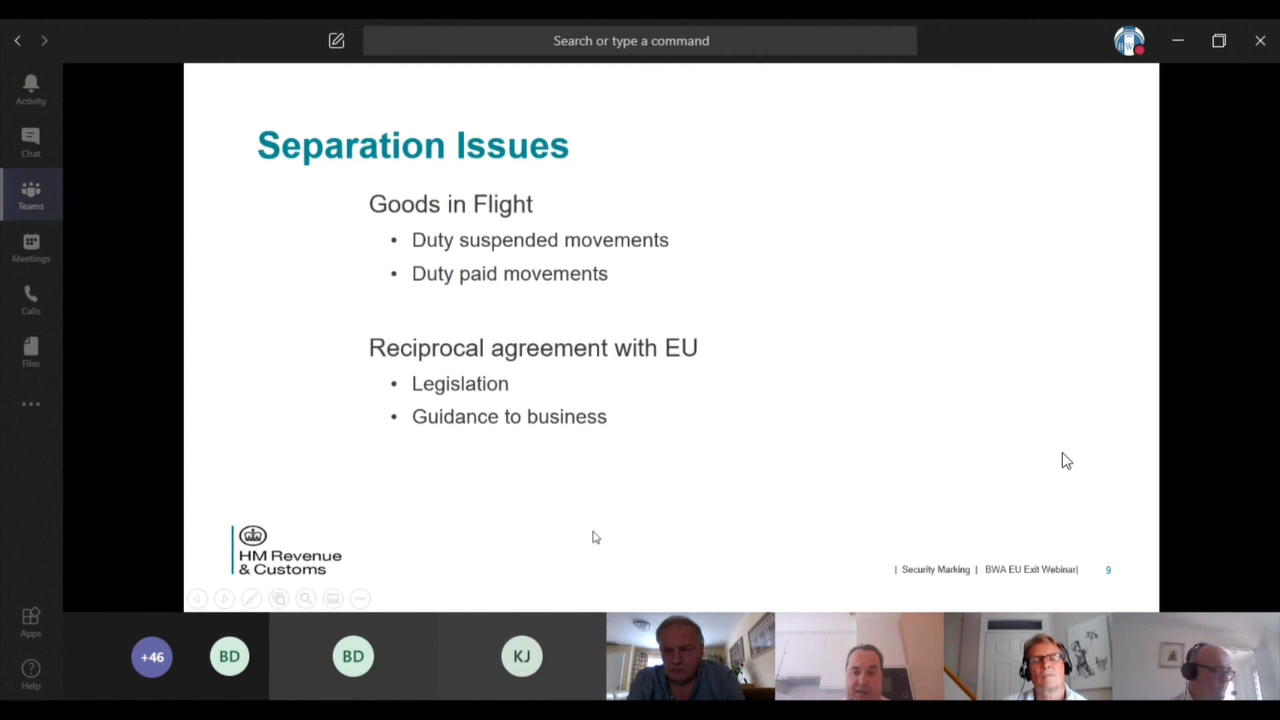 Search or type a command
BW
Activity
Chat
Teams
Meetings
Calls
Files
Apps
Help
Separation Issues
Goods in Flight
• Duty suspended movements
• Duty paid movements
Reciprocal agreement with EU
• Legislation
• Guidance to business
HM Revenue
& Customs
| Security Marking | BWA EU Exit Webinar|
9
+46
BD
BD
KJ